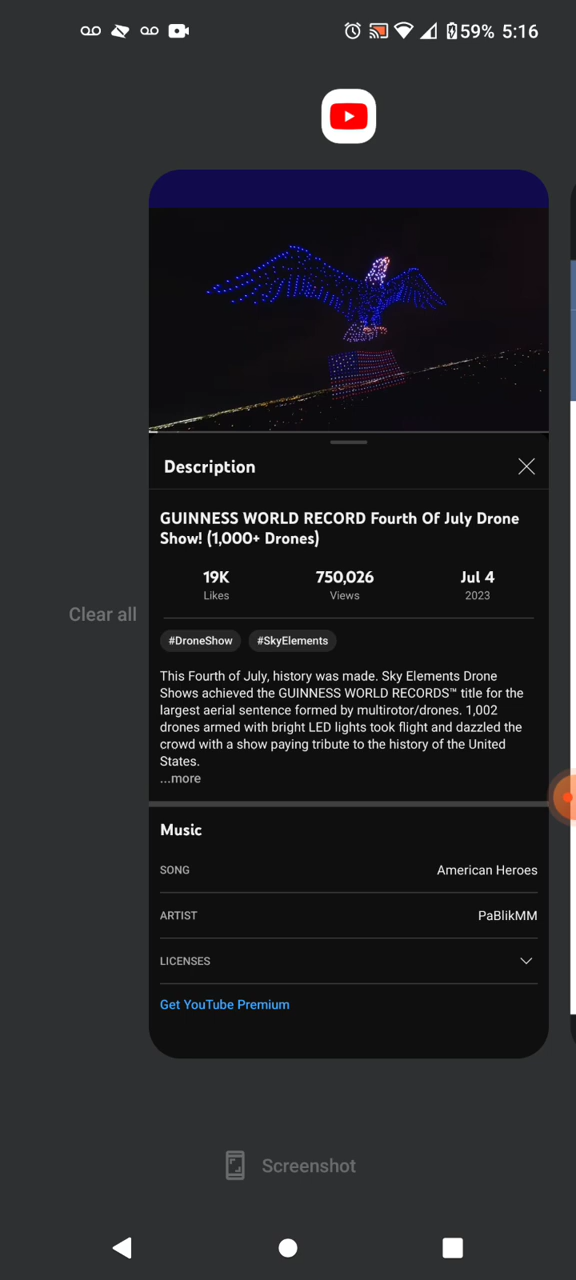 59% 5:16
Description
GUINNESS WORLD RECORD Fourth Of July Drone
Show! (1,000+ Drones)
19K
Likes
750,026
Views
Jul 4
2023
#DroneShow #SkyElements
This Fourth of July, history was made. Sky Elements Drone
Shows achieved the GUINNESS WORLD RECORDS™ title for the
largest aerial sentence formed by multirotor/drones. 1,002
drones armed with bright LED lights took flight and dazzled the
crowd with a show paying tribute to the history of the United
States.
...more
Clear all
Music
SONG American Heroes
ARTIST PaBlikMM
LICENSES
Get YouTube Premium
Screenshot